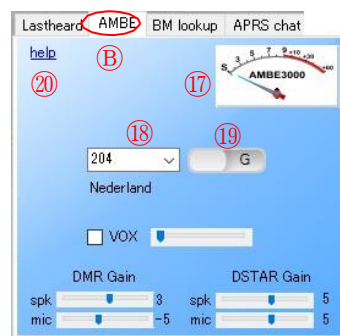 Lastheard AMBE BM lookup APRS chat
help Ⓑ
⑳ ⑰ S 3 5 7 9 +10 +30 +60
AMBE3000
⑱ ⑲
204 G
Nederland
VOX
DMR Gain DSTAR Gain
spk 3 spk 5
mic -5 mic 5